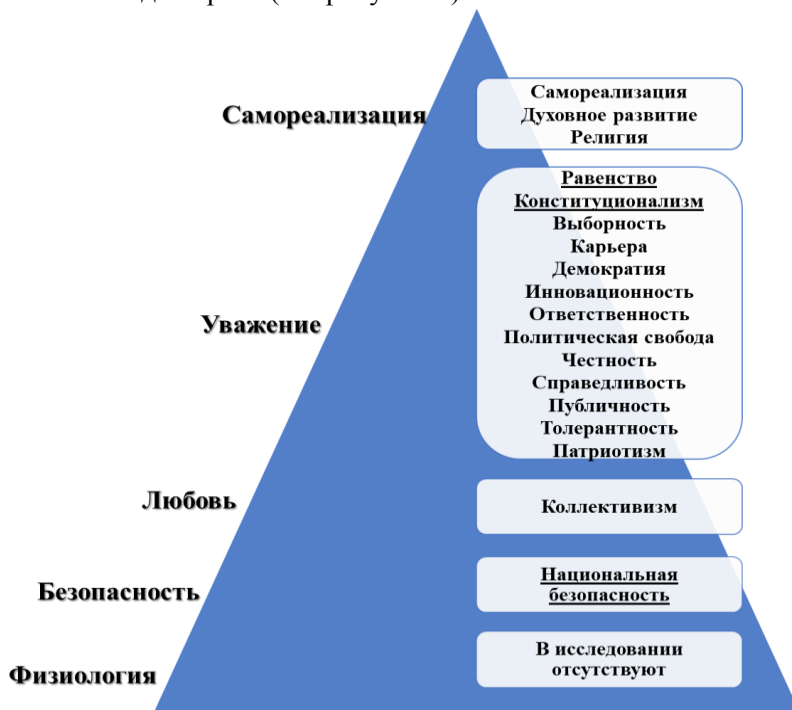 Самореализация
Самореализация
Духовное развитие
Религия
Уважение
Равенство
Конституционализм
Выборность
Карьера
Демократия
Инновационность
Ответственность
Политическая свобода
Честность
Справедливость
Публичность
Толерантность
Патриотизм
Любовь
Коллективизм
Безопасность
Национальная
безопасность
Физиология
В исследовании
отсутствуют